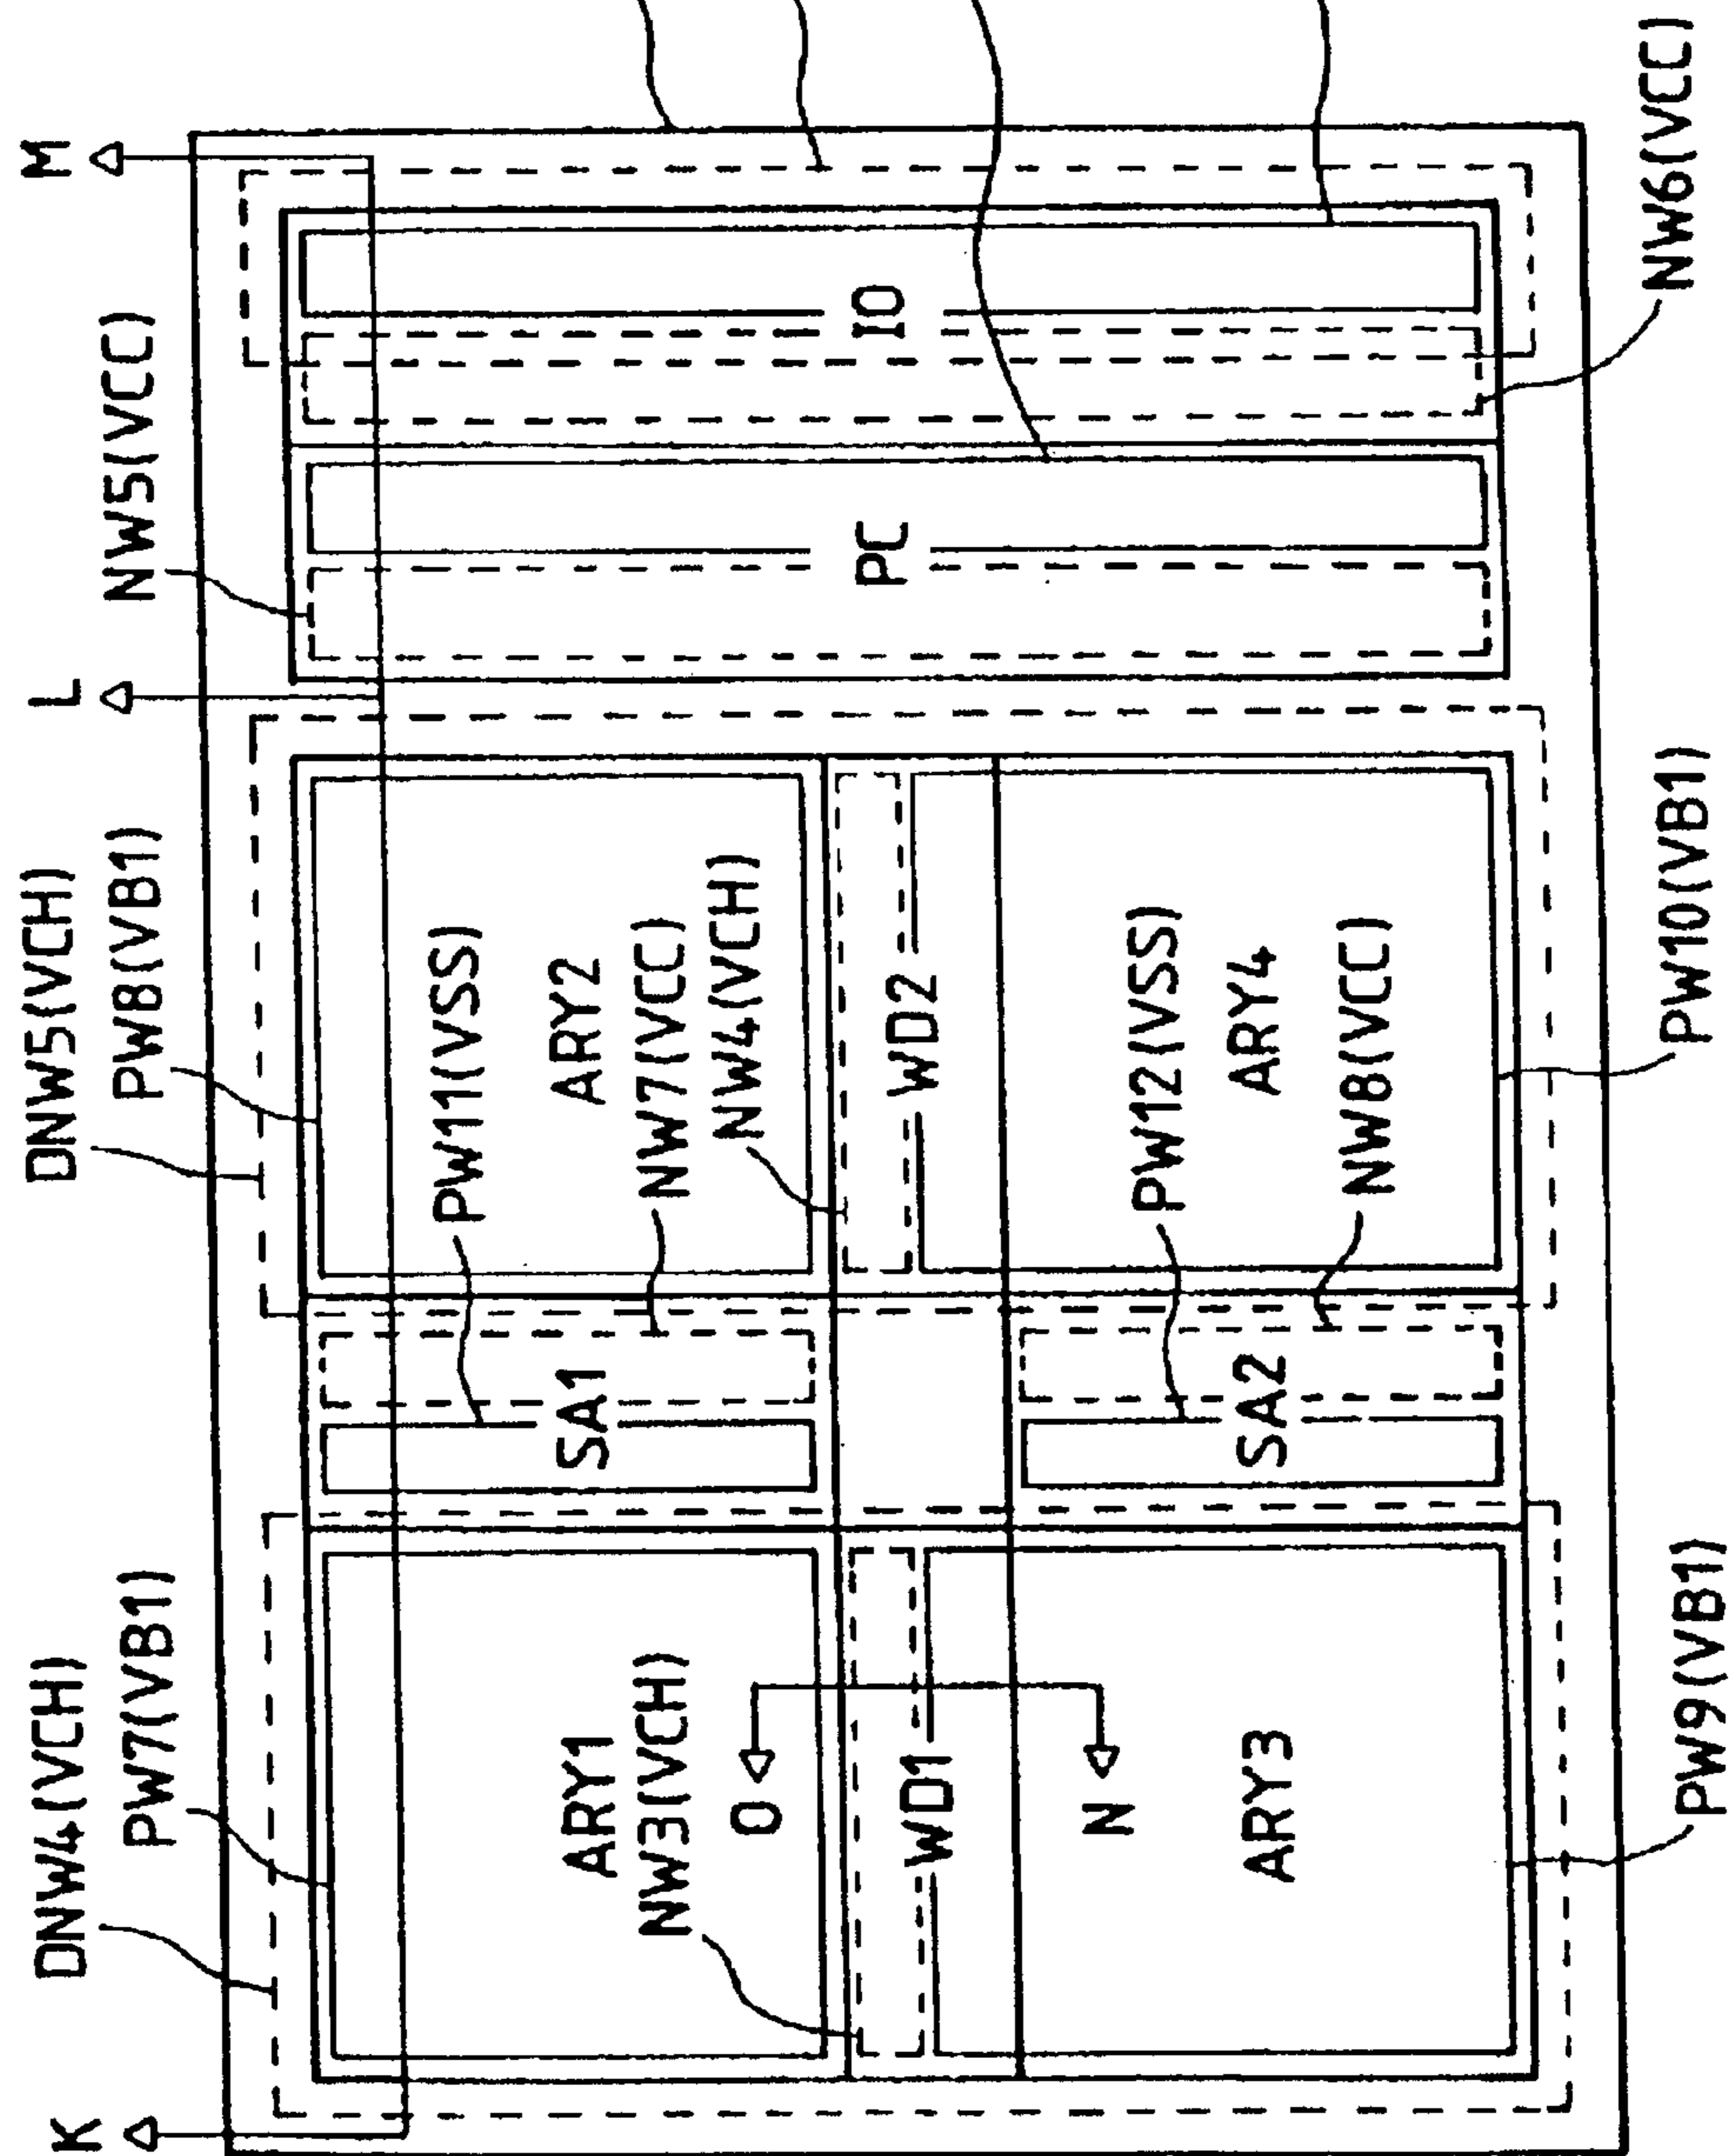 K
DNW4(VCH)
DNW5(VCH)
L
M
PW7(VB1)
PW8(VB1)
NW5(VCC)
PW11(VSS)
ARY1
SA1
ARY2
NW3(VCH)
NW7(VCC)
O
NW4(VCH)
WD1
WD2
PC
IO
N
PW12(VSS)
ARY3
SA2
ARY4
NW8(VCC)
PW9(VB1)
PW10(VB1)
NW6(VCC)